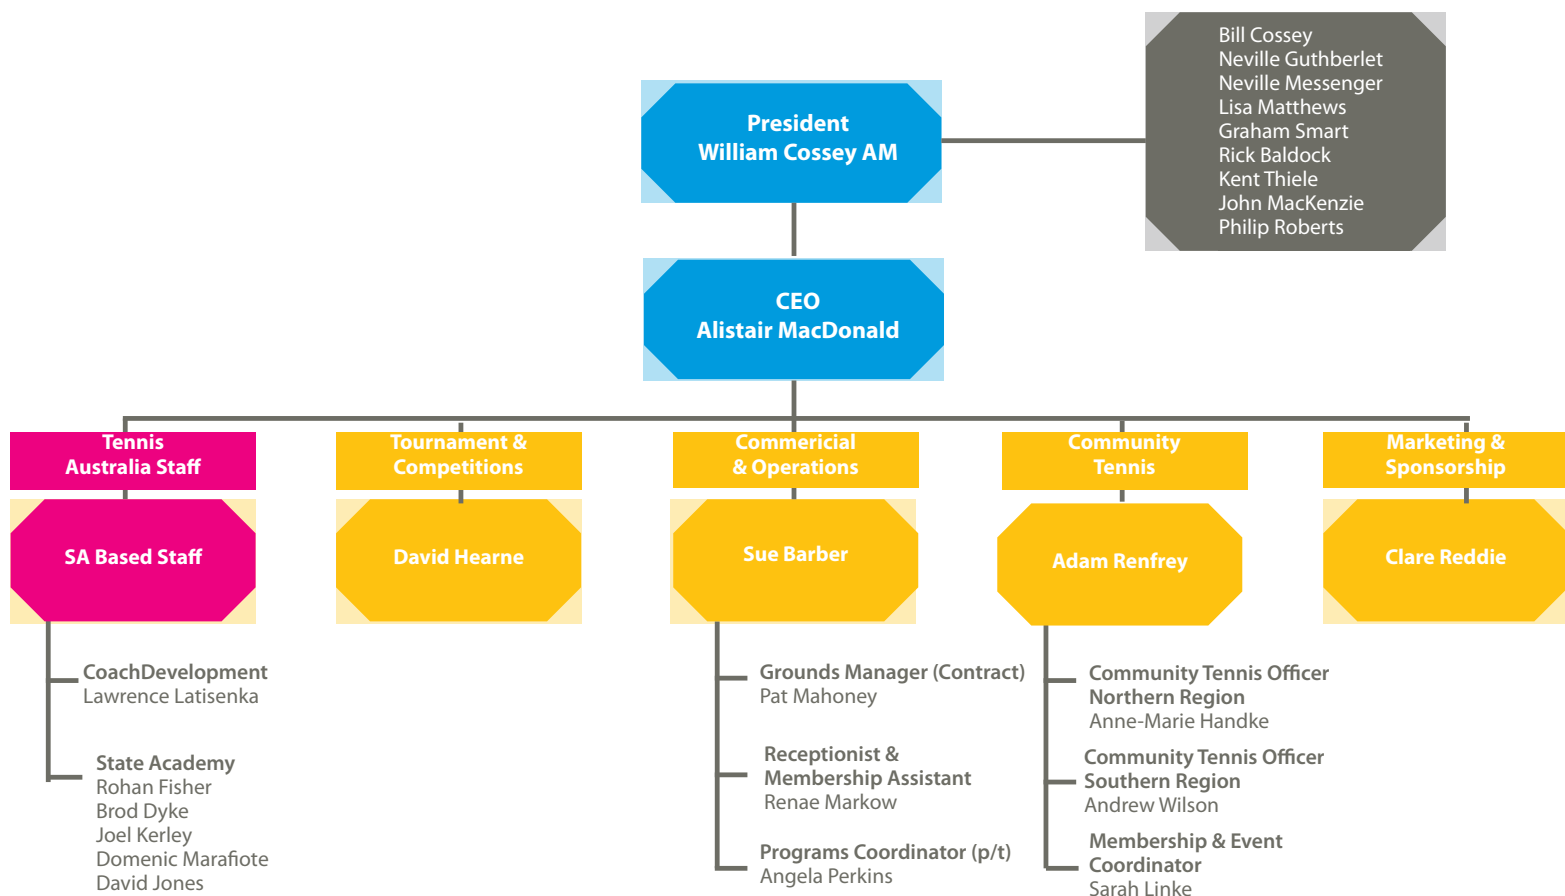 Bill Cossey
Neville Guthberlet
Neville Messenger
Lisa Matthews
Graham Smart
Rick Baldock
Kent Thiele
John MacKenzie
Philip Roberts
President
William Cossey AM
CEO
Alistair MacDonald
Tennis
Australia Staff
SA Based Staff
CoachDevelopment
Lawrence Latisenka
State Academy
Rohan Fisher
Brod Dyke
Joel Kerley
Domenic Marafiote
David Jones
Tournament &
Competitions
David Hearne
Commericial
& Operations
Sue Barber
Grounds Manager (Contract)
Pat Mahoney
Receptionist &
Membership Assistant
Renae Markow
Programs Coordinator (p/t)
Angela Perkins
Community
Tennis
Adam Renfrey
Community Tennis Officer
Northern Region
Anne-Marie Handke
Community Tennis Officer
Southern Region
Andrew Wilson
Membership & Event
Coordinator
Sarah Linke
Marketing &
Sponsorship
Clare Reddie